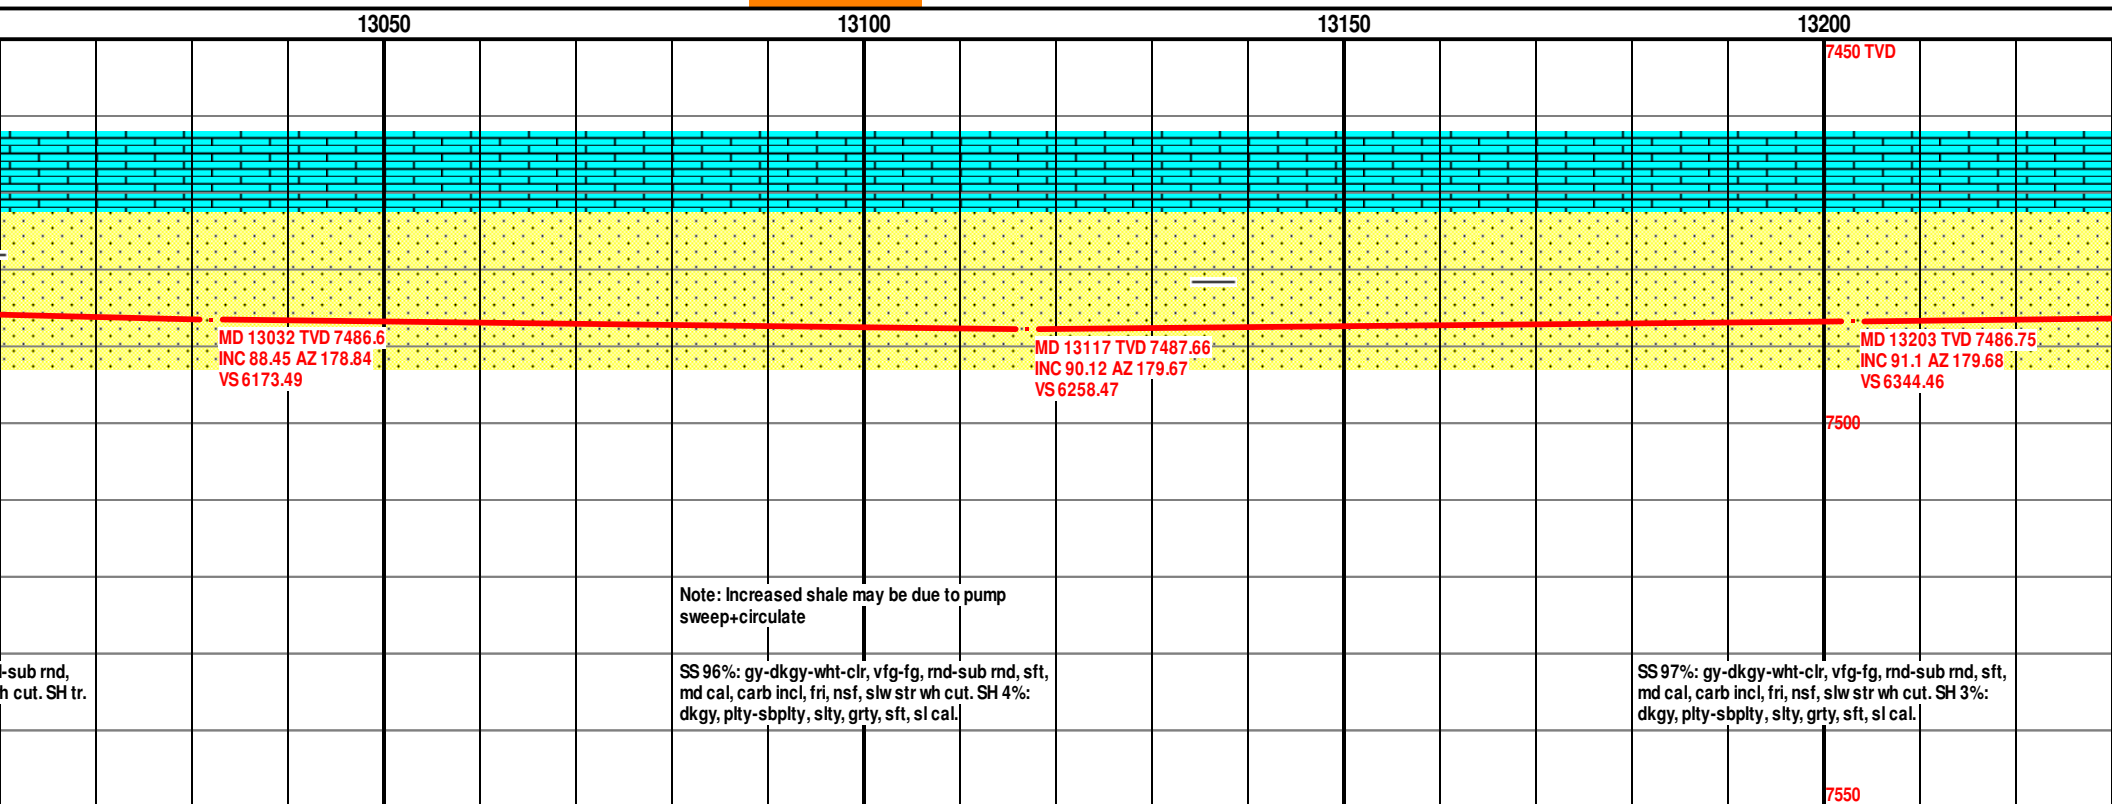 13050
13100
13150
13200
7450 TVD
MD 13032 TVD 7486.6
INC 88.45 AZ 178.84
VS 6173.49
MD 13117 TVD 7487.66
INC 90.12 AZ 179.67
VS 6258.47
MD 13203 TVD 7486.75
INC 91.1 AZ 179.68
VS 6344.46
7500
Note: Increased shale may be due to pump
sweep+circulate
-sub rnd,
h cut. SH tr.
SS 96%: gy-dkgy-wht-clr, vfg-fg, rnd-sub rnd, sft,
md cal, carb incl, fri, nsf, slw str wh cut. SH 4%:
dkgy, plty-sbplty, slty, grty, sft, sl cal.
SS 97%: gy-dkgy-wht-clr, vfg-fg, rnd-sub rnd, sft,
md cal, carb incl, fri, nsf, slw str wh cut. SH 3%:
dkgy, plty-sbplty, slty, grty, sft, sl cal.
7550